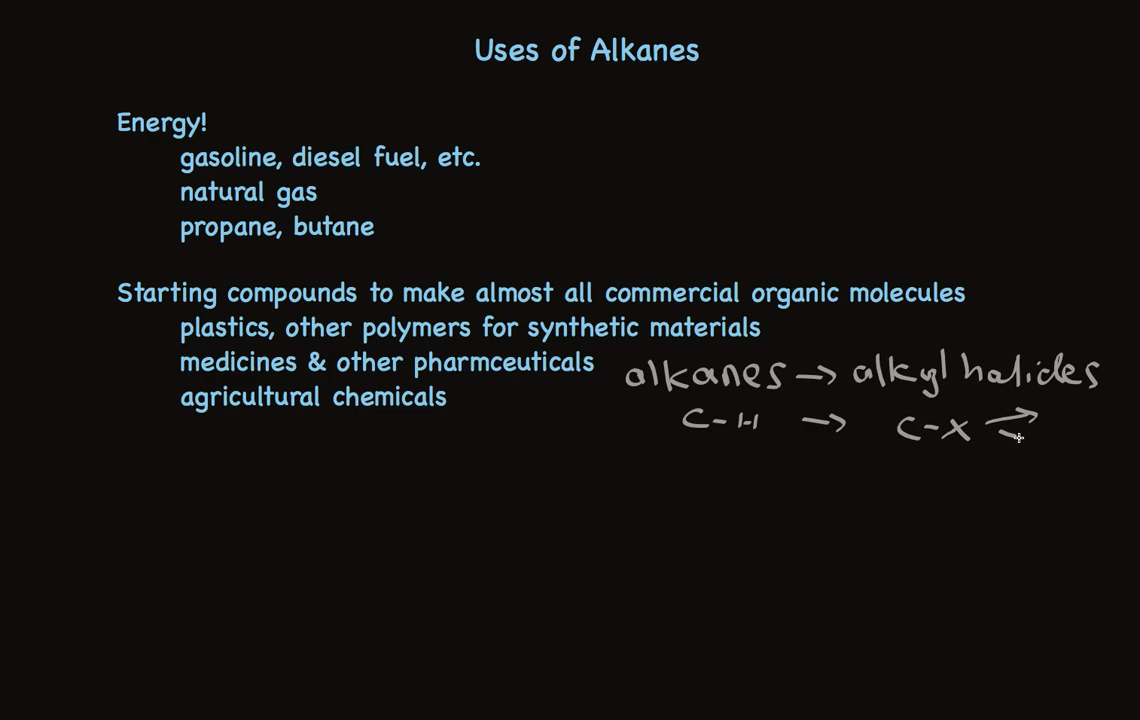 Uses of Alkanes
Energy!
gasoline, diesel fuel, etc.
natural gas
propane, butane
Starting compounds to make almost all commercial organic molecules
plastics, other polymers for synthetic materials
medicines & other pharmceuticals
agricultural chemicals
alkanes → alkyl halides
C-H → C-X